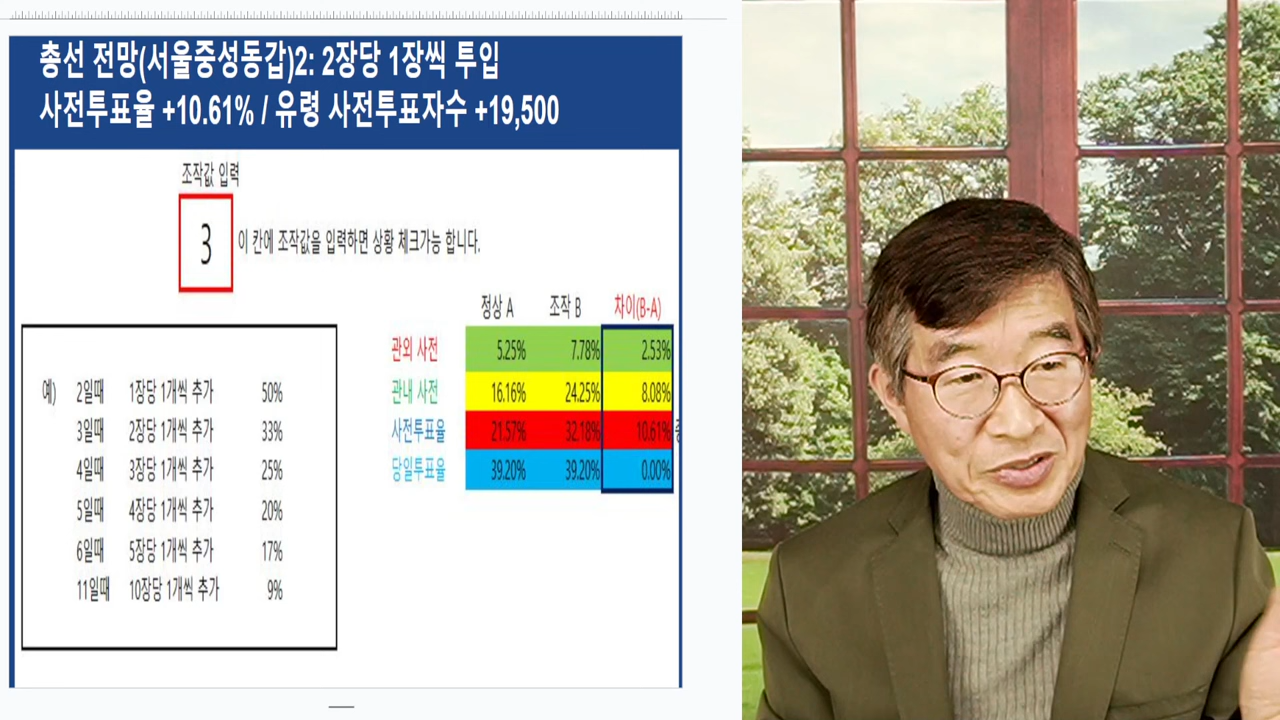 총선 전망(서울중성동갑)2: 2장당 1장씩 투입
사전투표율 +10.61% / 유령 사전투표자수 +19,500
조작값 입력
3
이 칸에 조작값을 입력하면 상황 체크가능 합니다.
정상 A 조작 B 차이(B-A)
관외 사전 5.25% 7.78% 2.53%
관내 사전 16.16% 24.25% 8.08%
사전투표율 21.57% 32.18% 10.61%
당일투표율 39.20% 39.20% 0.00%
예) 2일때 1장당 1개씩 추가 50%
3일때 2장당 1개씩 추가 33%
4일때 3장당 1개씩 추가 25%
5일때 4장당 1개씩 추가 20%
6일때 5장당 1개씩 추가 17%
11일때 10장당 1개씩 추가 9%